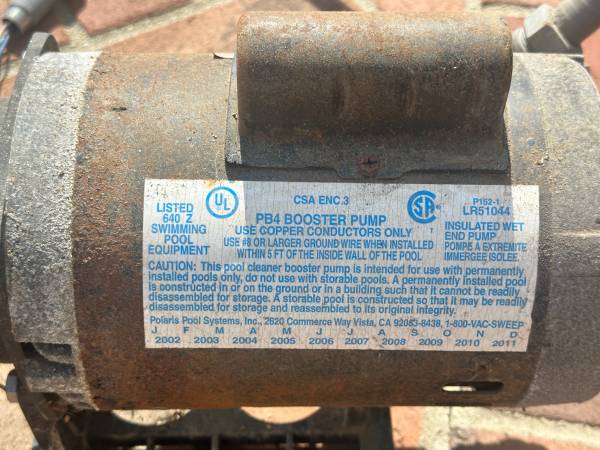 LISTED
640 Z
SWIMMING
POOL
EQUIPMENT
UL
CSA ENC.3
PB4 BOOSTER PUMP
USE COPPER CONDUCTORS ONLY
USE #8 OR LARGER GROUND WIRE WHEN INSTALLED
WITHIN 5 FT OF THE INSIDE WALL OF THE POOL
SA
P152-1
LR51044
INSULATED WET
END PUMP
POMPE A EXTREMITE
IMMERGEE ISOLEE.
CAUTION: This pool cleaner booster pump is intended for use with permanently
installed pools only, do not use with storable pools. A permanently installed pool
is constructed in or on the ground or in a building such that it cannot be readily
disassembled for storage. A storable pool is constructed so that it may be readily
disassembled for storage and reassembled to its original integrity.
Polaris Pool Systems, Inc., 2620 Commerce Way Vista, CA 92083-8438, 1-800-VAC-SWEEP
J F M A M J J A S O N D
2002 2003 2004 2005 2006 2007 2008 2009 2010 2011